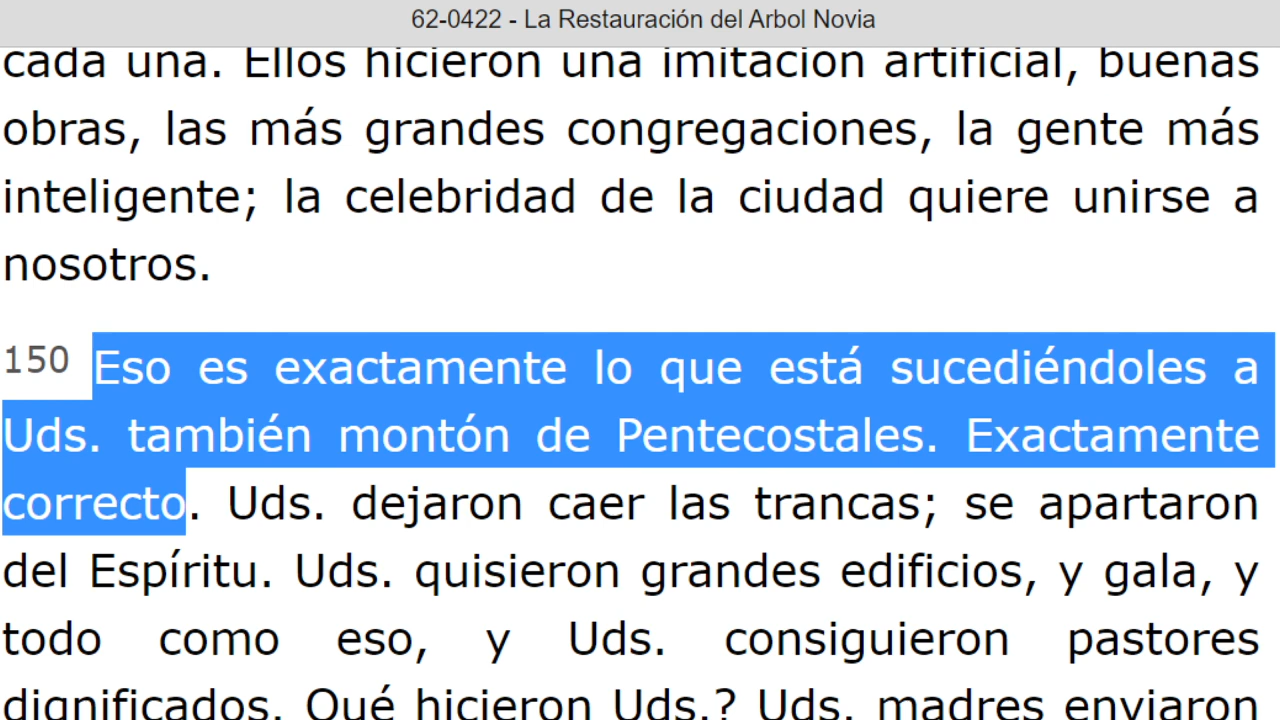 62-0422 - La Restauración del Arbol Novia
cada una. Ellos hicieron una imitación artificial, buenas
obras, las más grandes congregaciones, la gente más
inteligente; la celebridad de la ciudad quiere unirse a
nosotros.
150 Eso es exactamente lo que está sucediéndoles a
Uds. también montón de Pentecostales. Exactamente
correcto. Uds. dejaron caer las trancas; se apartaron
del Espíritu. Uds. quisieron grandes edificios, y gala, y
todo como eso, y Uds. consiguieron pastores
dignificados. Qué hicieron Uds.? Uds. madres enviaron